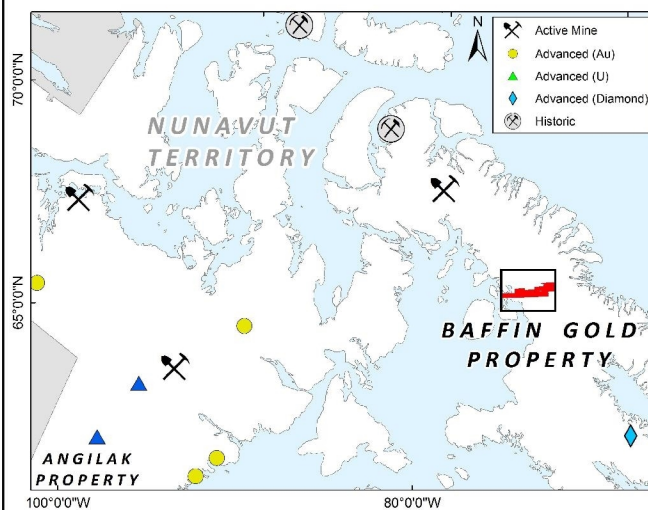 N
Active Mine
Advanced (Au)
Advanced (U)
Advanced (Diamond)
Historic
70°0'0"N
NUNAVUT
TERRITORY
65°0'0"N
BAFFIN GOLD
PROPERTY
ANGILAK
PROPERTY
100°0'0"W
80°0'0"W